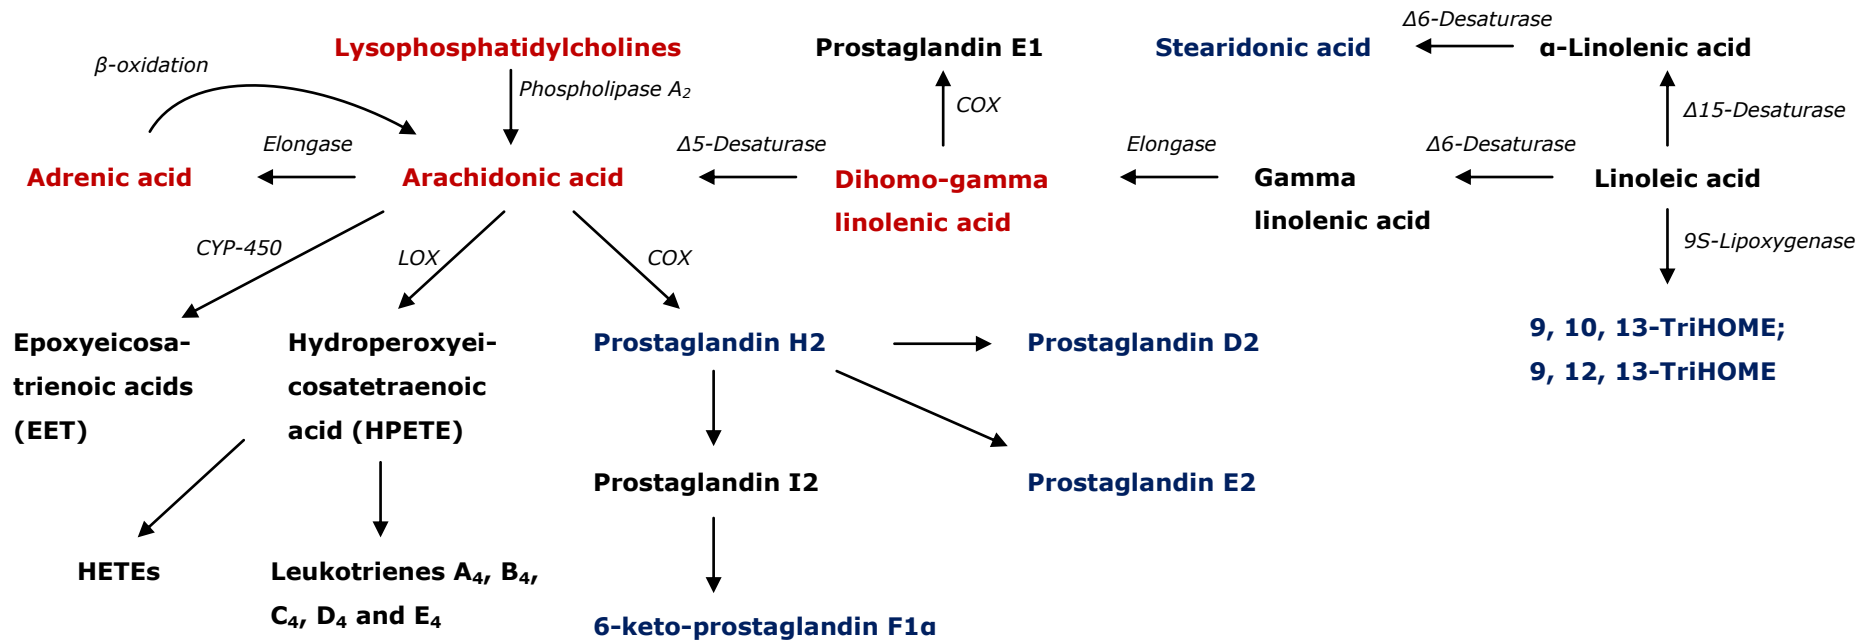 Δ6-Desaturase
Lysophosphatidylcholines
Prostaglandin E1
Stearidonic acid
α-Linolenic acid
β-oxidation
Phospholipase A₂
COX
Δ15-Desaturase
Elongase
Δ5-Desaturase
Elongase
Δ6-Desaturase
Adrenic acid
Arachidonic acid
Dihomo-gamma
linolenic acid
Gamma
linolenic acid
Linoleic acid
CYP-450
LOX
COX
9S-Lipoxygenase
Epoxyeicosa-
trienoic acids
(EET)
Hydroperoxyei-
cosatetraenoic
acid (HPETE)
Prostaglandin H2
Prostaglandin D2
9, 10, 13-TriHOME;
9, 12, 13-TriHOME
Prostaglandin I2
Prostaglandin E2
HETEs
Leukotrienes A₄, B₄,
C₄, D₄ and E₄
6-keto-prostaglandin F1α